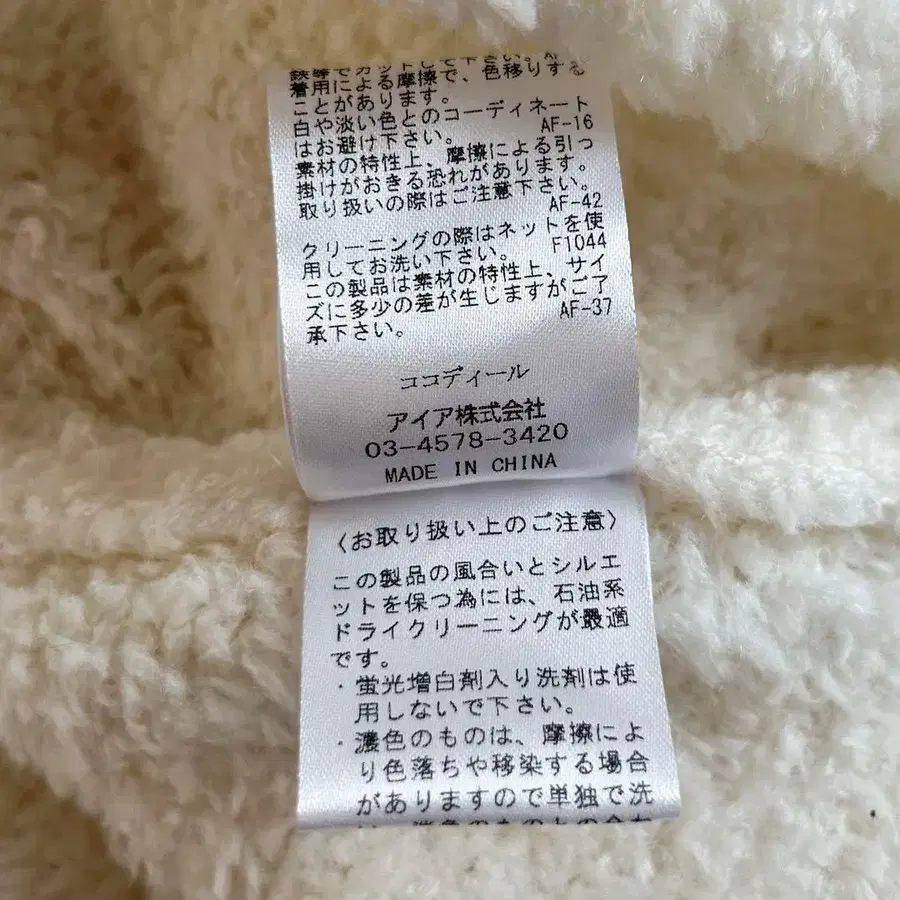 鋏等でカットして下さい。
着用による摩擦で、色移りする
ことがあります。
白や淡い色とのコーディネート
はお避け下さい。 AF-16
素材の特性上、摩擦による引っ
掛けがおきる恐れがあります。
取り扱いの際はご注意下さい。
AF-42
クリーニングの際はネットを使
用してお洗い下さい。 F1044
この製品は素材の特性上、サイ
ズに多少の差が生じますがご了
承下さい。 AF-37
ココディール
アイア株式会社
03-4578-3420
MADE IN CHINA
〈お取り扱い上のご注意〉
この製品の風合いとシルエ
ットを保つ為には、石油系
ドライクリーニングが最適
です。
・蛍光増白剤入り洗剤は使
用しないで下さい。
・濃色のものは、摩擦によ
り色落ちや移染する場合
がありますので単独で洗